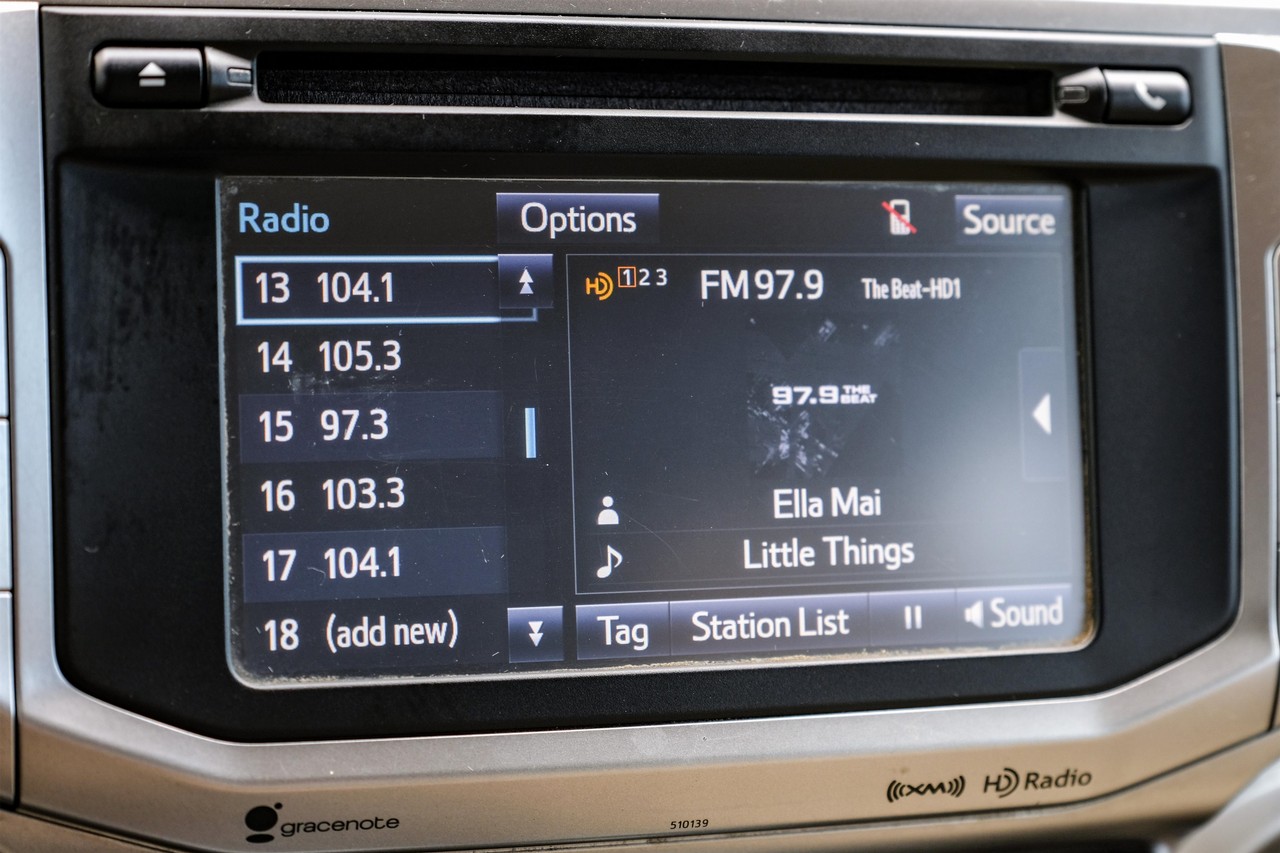 Radio
Options
Source
13 104.1
14 105.3
15 97.3
16 103.3
17 104.1
18 (add new)
HD 1 2 3 FM 97.9 The Beat-HD1
97.9 THE BEAT
Ella Mai
Little Things
Tag
Station List
Sound
gracenote
510139
((XM))
HD Radio